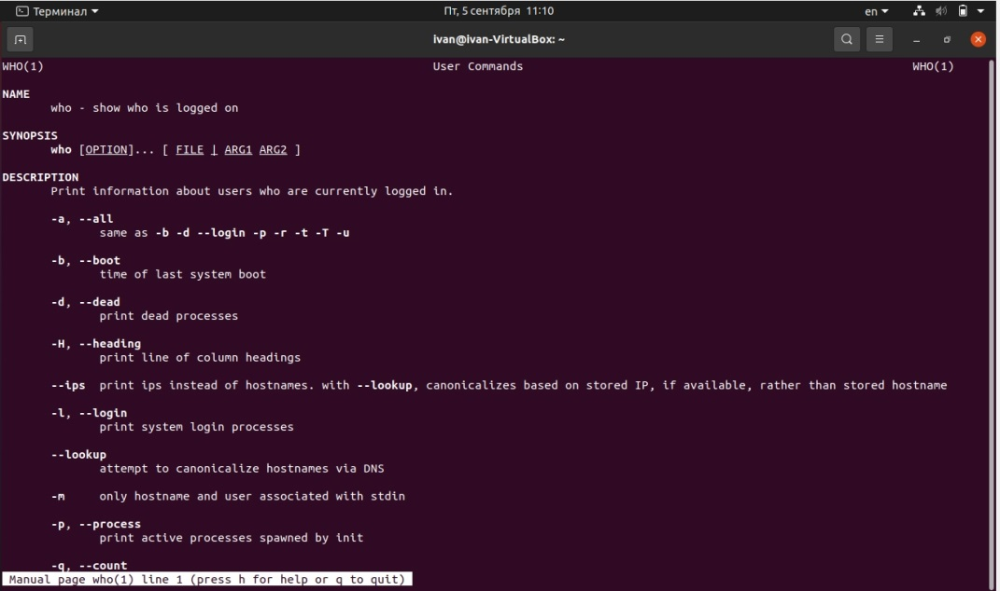 Терминал Пт, 5 сентября 11:10 en
ivan@ivan-VirtualBox: ~
WHO(1) User Commands WHO(1)
NAME
who - show who is logged on
SYNOPSIS
who [OPTION]... [ FILE | ARG1 ARG2 ]
DESCRIPTION
Print information about users who are currently logged in.
-a, --all
same as -b -d --login -p -r -t -T -u
-b, --boot
time of last system boot
-d, --dead
print dead processes
-H, --heading
print line of column headings
--ips print ips instead of hostnames. with --lookup, canonicalizes based on stored IP, if available, rather than stored hostname
-l, --login
print system login processes
--lookup
attempt to canonicalize hostnames via DNS
-m only hostname and user associated with stdin
-p, --process
print active processes spawned by init
-q, --count
Manual page who(1) line 1 (press h for help or q to quit)